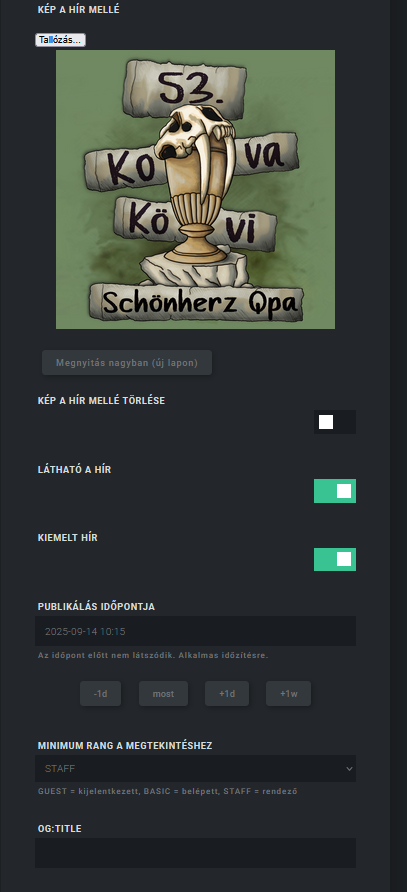 KÉP A HÍR MELLÉ
Tallózás...
53.
Ko va
Kö vi
Schönherz Qpa
Megnyitás nagyban (új lapon)
KÉP A HÍR MELLÉ TÖRLÉSE
LÁTHATÓ A HÍR
KIEMELT HÍR
PUBLIKÁLÁS IDŐPONTJA
2025-09-14 10:15
Az időpont előtt nem látszódik. Alkalmas időzítésre.
-1d most +1d +1w
MINIMUM RANG A MEGTEKINTÉSHEZ
STAFF
GUEST = kijelentkezett, BASIC = belépett, STAFF = rendező
OG:TITLE